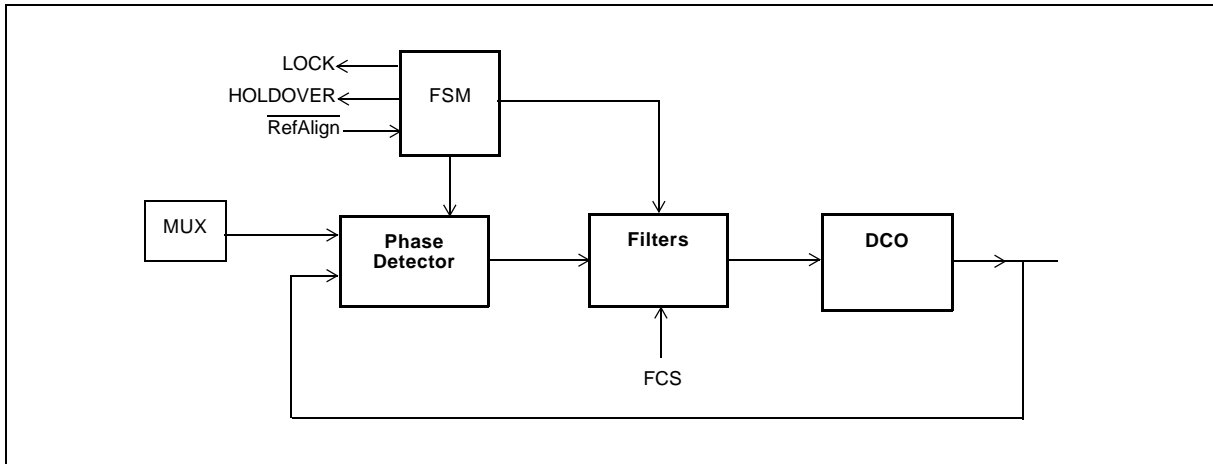 LOCK
HOLDOVER
RefAlign
FSM
MUX
Phase
Detector
Filters
DCO
FCS